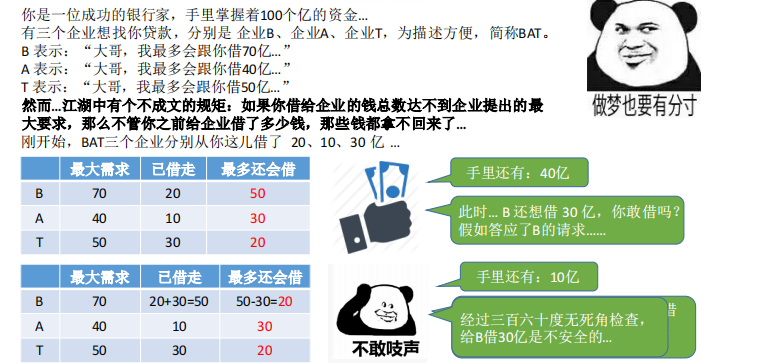 你是一位成功的银行家，手里掌握着100个亿的资金…
有三个企业想找你贷款，分别是 企业B、企业A、企业T，为描述方便，简称BAT。
B 表示：“大哥，我最多会跟你借70亿…”
A 表示：“大哥，我最多会跟你借40亿…”
T 表示：“大哥，我最多会跟你借50亿…”
然而…江湖中有个不成文的规矩：如果你借给企业的钱总数达不到企业提出的最
大要求，那么不管你之前给企业借了多少钱，那些钱都拿不回来了…
刚开始，BAT三个企业分别从你这儿借了 20、10、30 亿 …
做梦也要有分寸
最大需求 已借走 最多还会借
B 70 20 50
A 40 10 30
T 50 30 20
手里还有：40亿
此时… B 还想借 30 亿，你敢借吗？
假如答应了B的请求……
最大需求 已借走 最多还会借
B 70 20+30=50 50-30=20
A 40 10 30
T 50 30 20
不敢吱声
手里还有：10亿
借
经过三百六十度无死角检查，
给B借30亿是不安全的…